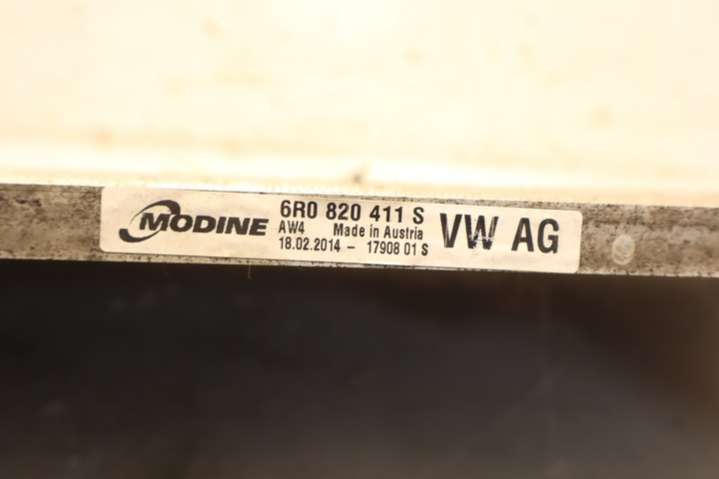 MODINE
6R0 820 411 S
AW4 Made in Austria
18.02.2014 - 17908 01 S
VW AG